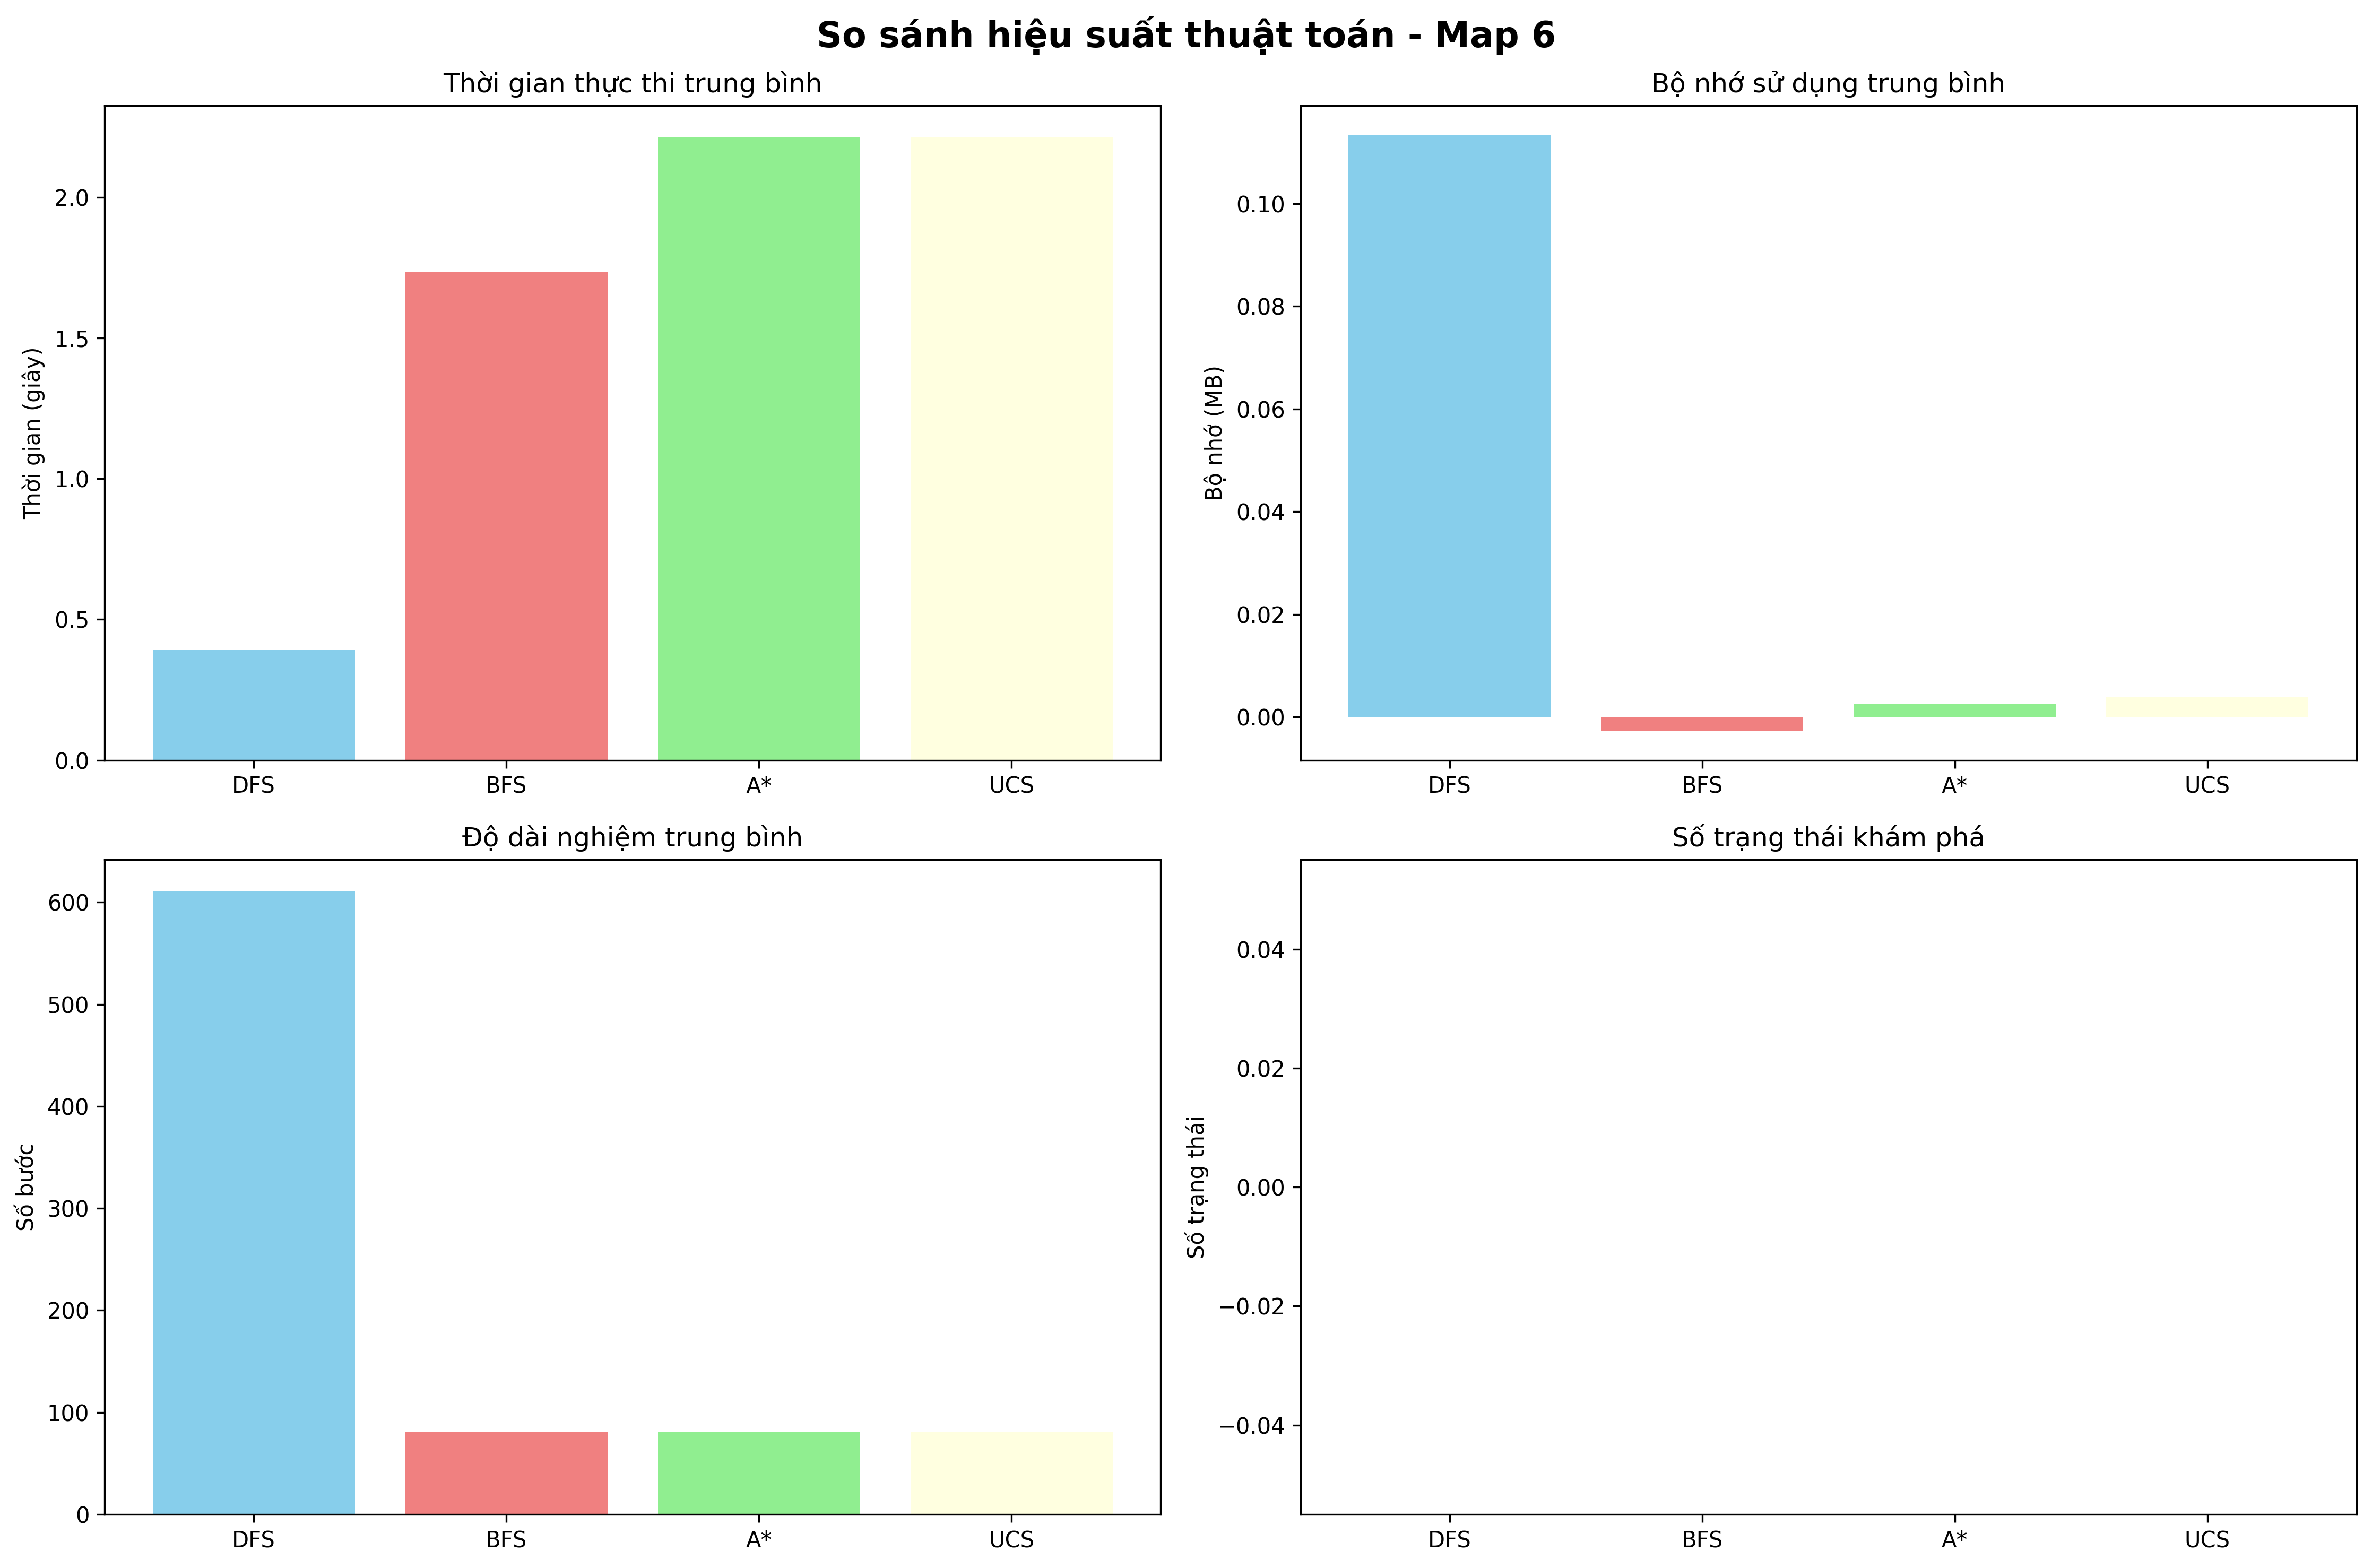 So sánh hiệu suất thuật toán - Map 6
Thời gian thực thi trung bình
Thời gian (giây)
2.0
1.5
1.0
0.5
0.0
DFS BFS A* UCS
Bộ nhớ sử dụng trung bình
Bộ nhớ (MB)
0.10
0.08
0.06
0.04
0.02
0.00
DFS BFS A* UCS
Độ dài nghiệm trung bình
Số bước
600
500
400
300
200
100
0
DFS BFS A* UCS
Số trạng thái khám phá
Số trạng thái
0.04
0.02
0.00
−0.02
−0.04
DFS BFS A* UCS